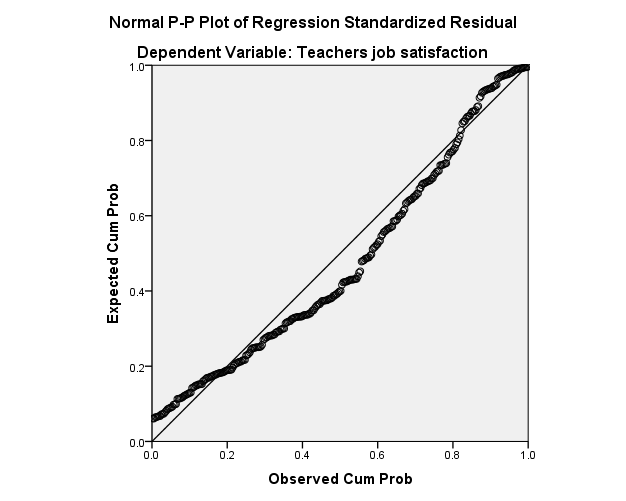 Normal P-P Plot of Regression Standardized Residual
Dependent Variable: Teachers job satisfaction
Expected Cum Prob
1.0
0.8
0.6
0.4
0.2
0.0
0.0 0.2 0.4 0.6 0.8 1.0
Observed Cum Prob